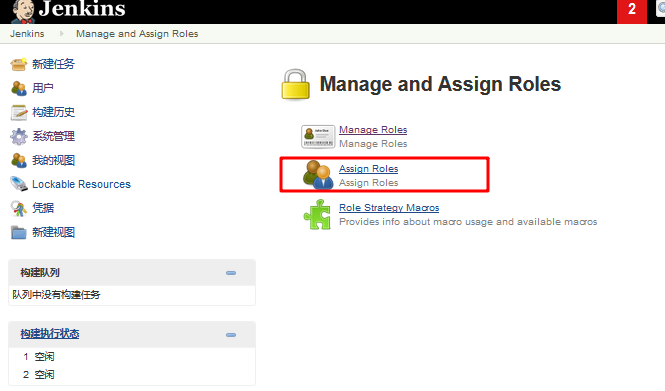 Jenkins
2
Jenkins
Manage and Assign Roles
新建任务
用户
构建历史
系统管理
我的视图
Lockable Resources
凭据
新建视图
构建队列
队列中没有构建任务
构建执行状态
1 空闲
2 空闲
Manage and Assign Roles
Manage Roles
Manage Roles
Assign Roles
Assign Roles
Role Strategy Macros
Provides info about macro usage and available macros